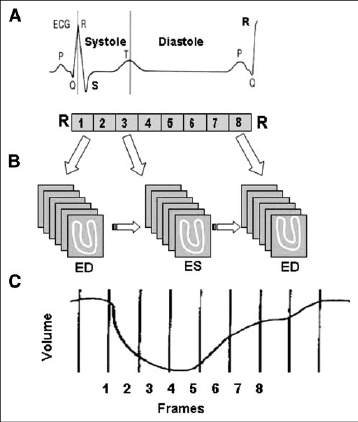 A
ECG R R
Systole Diastole
P T P
Q S Q
R 1 2 3 4 5 6 7 8 R
B
ED ES ED
C
Volume
1 2 3 4 5 6 7 8
Frames